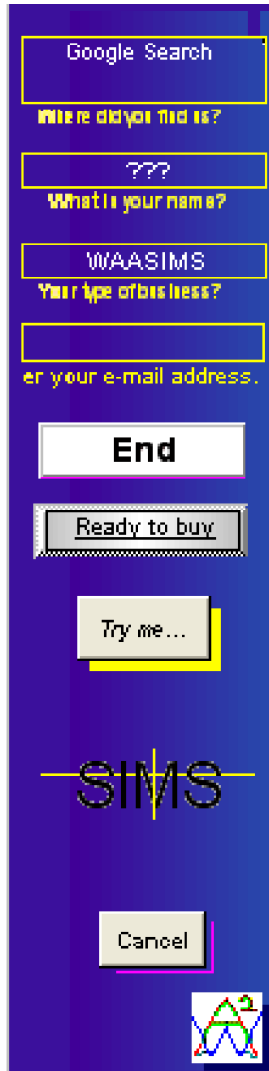 Google Search
Where did you find us?
???
What is your name?
WAASIMS
Your type of business?
er your e-mail address.
End
Ready to buy
Try me...
SIMS
Cancel